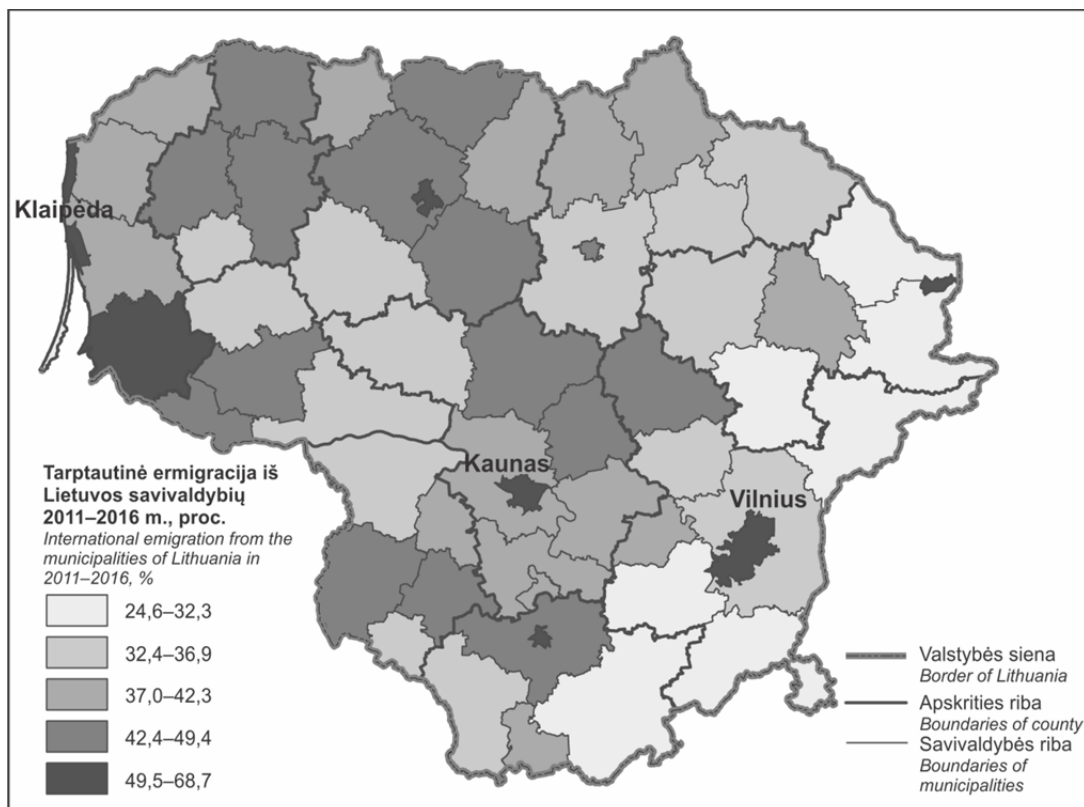 Klaipėda
Kaunas
Vilnius
Tarptautinė ermigracija iš
Lietuvos savivaldybių
2011–2016 m., proc.
International emigration from the
municipalities of Lithuania in
2011–2016, %
24,6–32,3
32,4–36,9
37,0–42,3
42,4–49,4
49,5–68,7
Valstybės siena
Border of Lithuania
Apskrities riba
Boundaries of county
Savivaldybės riba
Boundaries of
municipalities